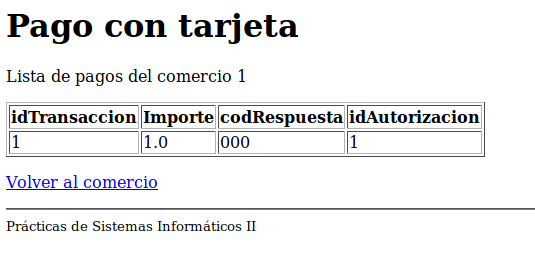 Pago con tarjeta
Lista de pagos del comercio 1
idTransaccion Importe codRespuesta idAutorizacion
1 1.0 000 1
Volver al comercio
Prácticas de Sistemas Informáticos II